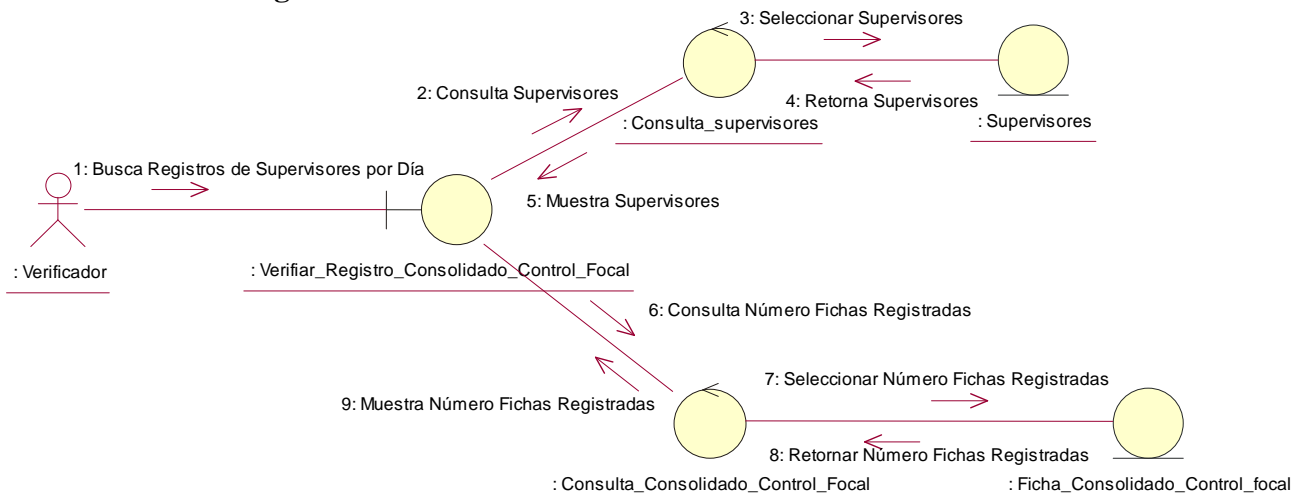 3: Seleccionar Supervisores
2: Consulta Supervisores
4: Retorna Supervisores
: Consulta_supervisores
: Supervisores
1: Busca Registros de Supervisores por Día
5: Muestra Supervisores
: Verificador
: Verifiar_Registro_Consolidado_Control_Focal
6: Consulta Número Fichas Registradas
7: Seleccionar Número Fichas Registradas
9: Muestra Número Fichas Registradas
8: Retornar Número Fichas Registradas
: Consulta_Consolidado_Control_Focal
: Ficha_Consolidado_Control_focal